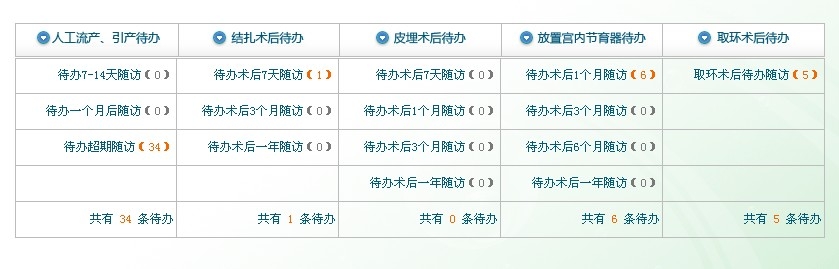 人工流产、引产待办 结扎术后待办 皮埋术后待办 放置宫内节育器待办 取环术后待办
待办7-14天随访(0) 待办术后7天随访(1) 待办术后7天随访(0) 待办术后1个月随访(6) 取环术后待办随访(5)
待办一个月后随访(0) 待办术后3个月随访(0) 待办术后1个月随访(0) 待办术后3个月随访(0)
待办超期随访(34) 待办术后一年随访(0) 待办术后3个月随访(0) 待办术后6个月随访(0)
待办术后一年随访(0) 待办术后一年随访(0)
共有 34 条待办 共有 1 条待办 共有 0 条待办 共有 6 条待办 共有 5 条待办